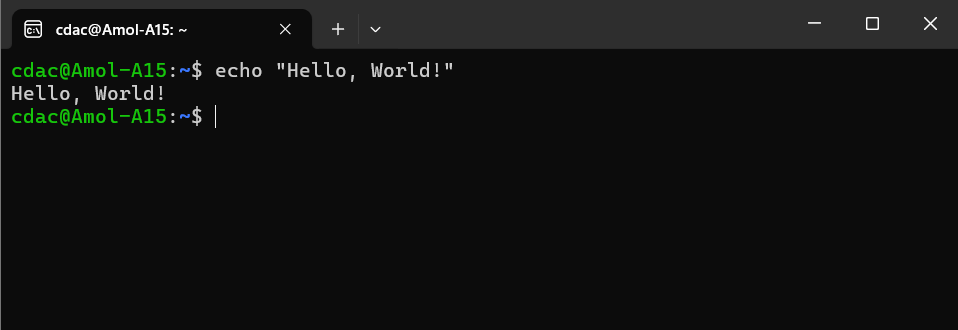 cdac@Amol-A15: ~
cdac@Amol-A15:~$ echo "Hello, World!"
Hello, World!
cdac@Amol-A15:~$